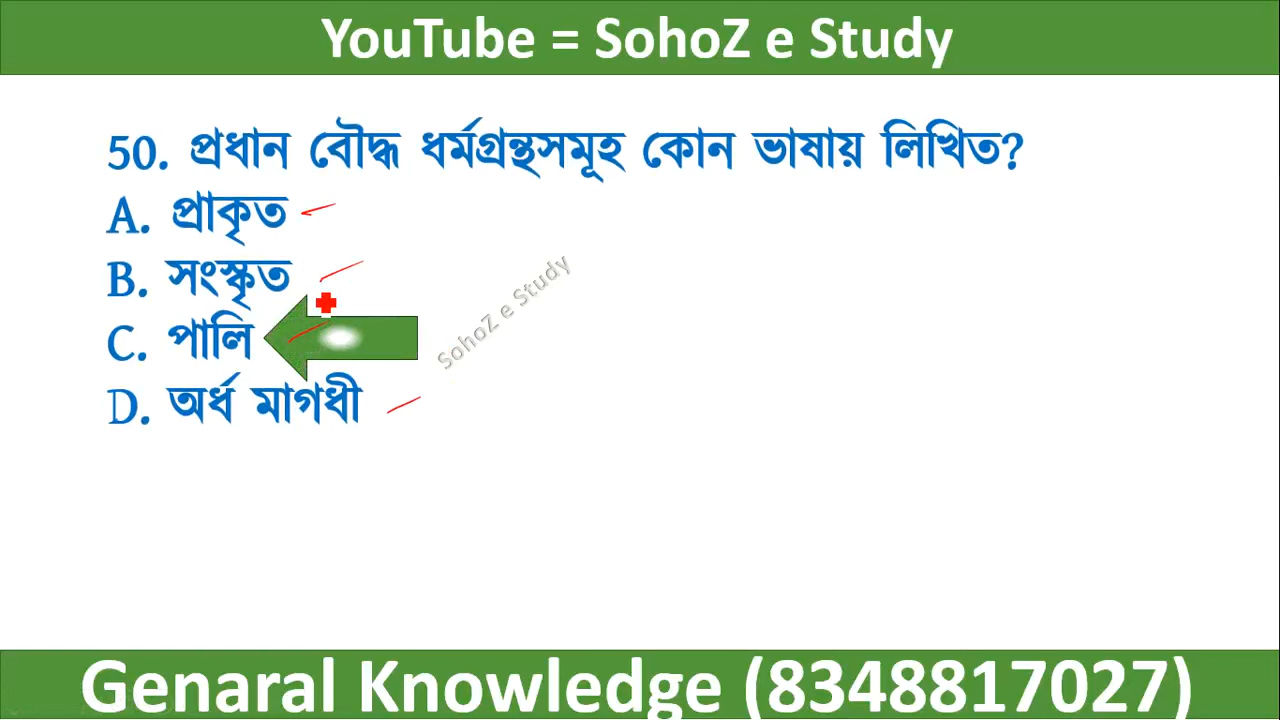 YouTube = SohoZ e Study
50. প্রধান বৌদ্ধ ধর্মগ্রন্থসমূহ কোন ভাষায় লিখিত?
A. প্রাকৃত
B. সংস্কৃত
C. পালি
D. অর্ধ মাগধী
SohoZ e Study
Genaral Knowledge (8348817027)